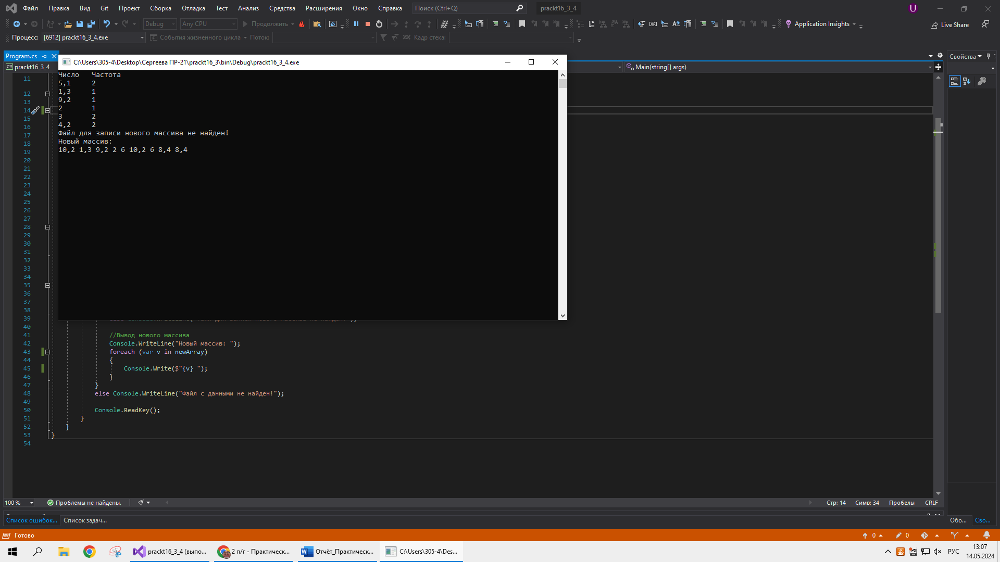 Файл Правка Вид Git Проект Сборка Отладка Тест Анализ Средства Расширения Окно Справка Поиск (Ctrl+Q) prackt16_3_4 U
Debug Any CPU Продолжить Application Insights Live Share
Процесс: [6912] prackt16_3_4.exe События жизненного цикла Поток: Кадр стека:
Program.cs Свойства
prackt16_3_4 Main(string[] args)
C:\Users\305-4\Desktop\Сергеева ПР-21\prackt16_3\bin\Debug\prackt16_3_4.exe
Число Частота
5,1 2
1,3 1
9,2 1
2 1
3 2
4,2 2
Файл для записи нового массива не найден!
Новый массив:
10,2 1,3 9,2 2 6 10,2 6 8,4 8,4
11
12
13
14
15
16
17
18
19
20
21
22
23
24
25
26
27
28
29
30
31
32
33
34
35
36
37
38
39
40
41 //Вывод нового массива
42 Console.WriteLine("Новый массив: ");
43 foreach (var v in newArray)
44 {
45 Console.Write($"{v} ");
46 }
47 }
48 else Console.WriteLine("Файл с данными не найден!");
49
50 Console.ReadKey();
51 }
52 }
53 }
54
100 % Проблемы не найдены. Стр: 14 Симв: 34 Пробелы CRLF
Список ошибок... Список задач... Обо... Сво...
Готово 0 0
prackt16_3_4 (выпо... 2 п/г - Практическ... Отчёт_Практическ... C:\Users\305-4\Des... РУС 13:07
14.05.2024